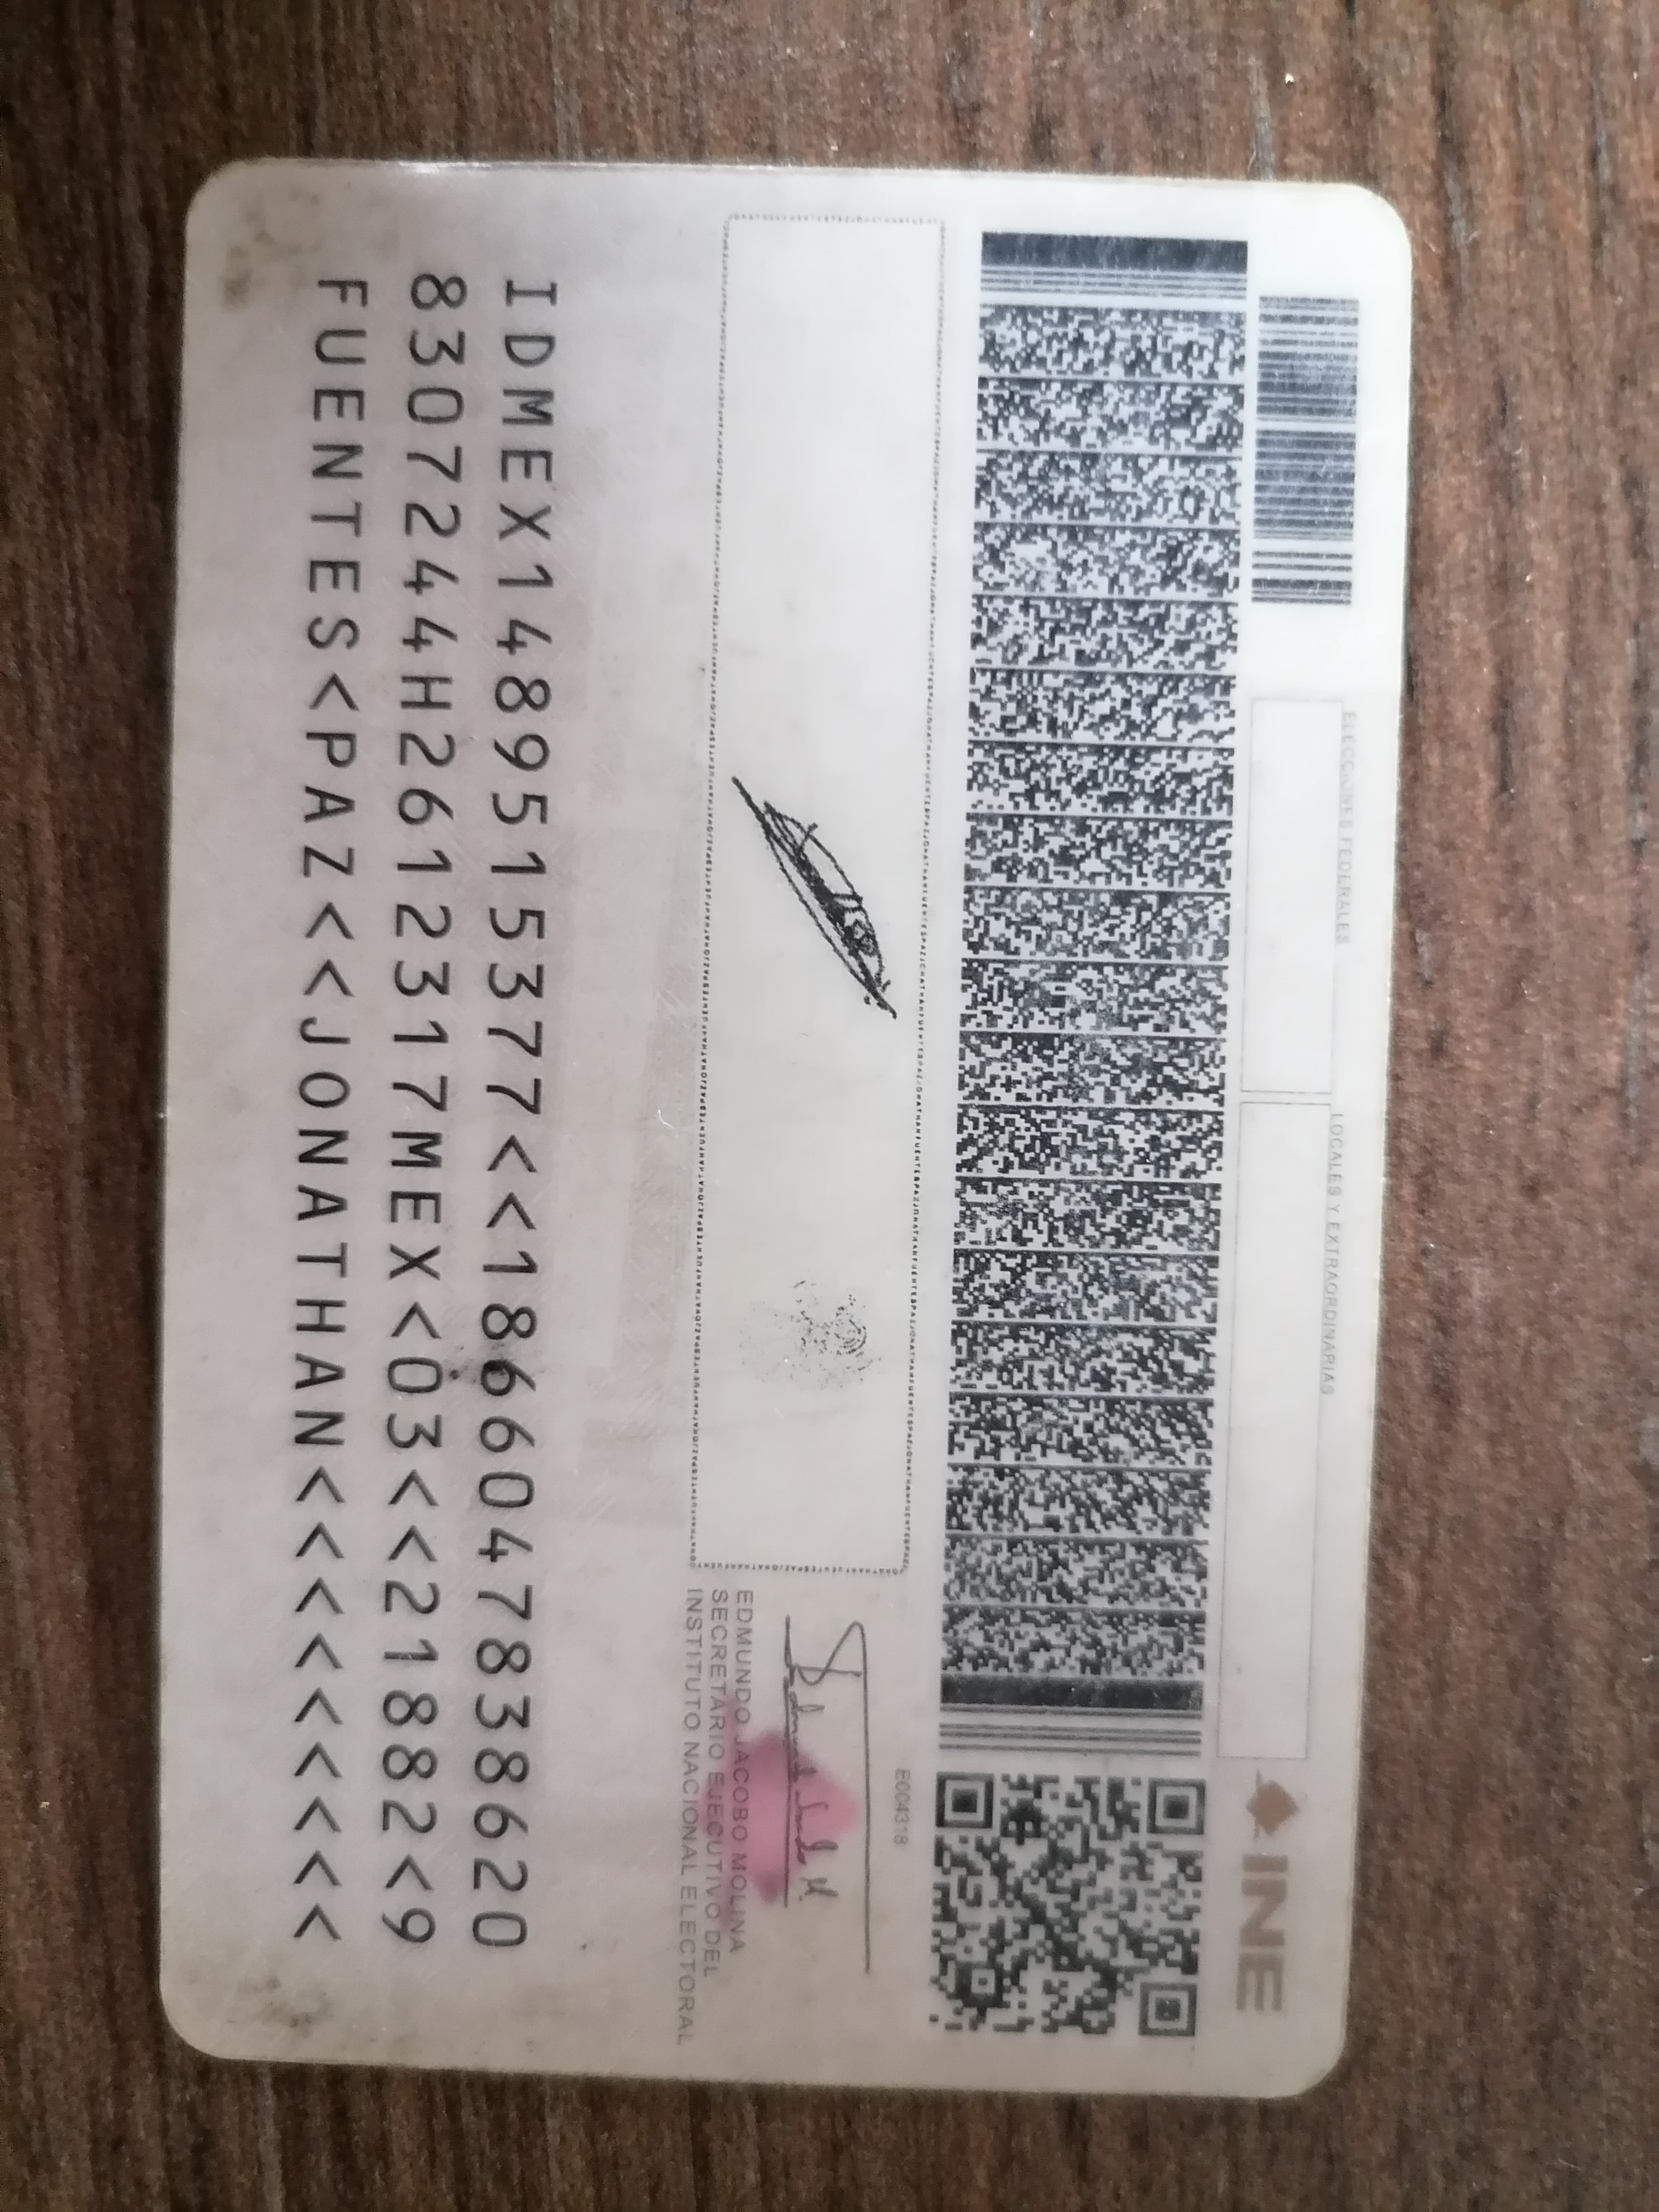 ELECCIONES FEDERALES
LOCALES Y EXTRAORDINARIAS
INE
E004318
EDMUNDO JACOBO MOLINA
SECRETARIO EJECUTIVO DEL
INSTITUTO NACIONAL ELECTORAL
IDMEX1489515377<<1866047838620
8307244H2612317MEX<03<<21882<9
FUENTES<PAZ<<JONATHAN<<<<<<<<<